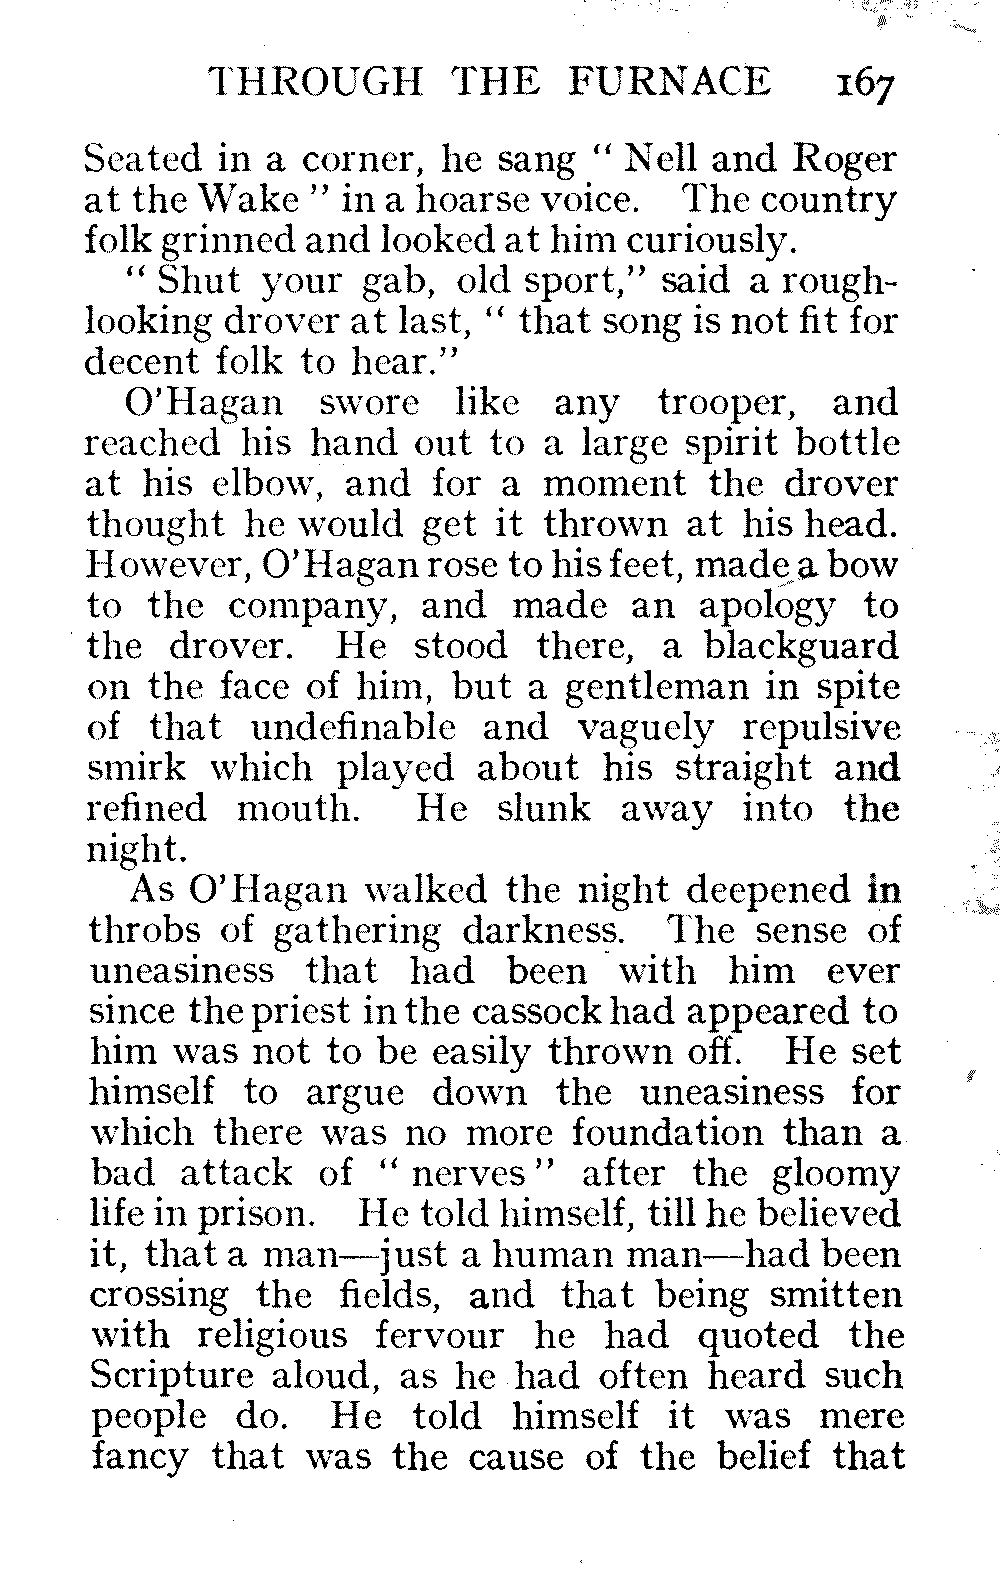 THROUGH THE FURNACE 167
Seated in a corner, he sang “ Nell and Roger
at the Wake ” in a hoarse voice. The country
folk grinned and looked at him curiously.
“ Shut your gab, old sport,” said a rough-
looking drover at last, “ that song is not fit for
decent folk to hear.”
O’Hagan swore like any trooper, and
reached his hand out to a large spirit bottle
at his elbow, and for a moment the drover
thought he would get it thrown at his head.
However, O’Hagan rose to his feet, made a bow
to the company, and made an apology to
the drover. He stood there, a blackguard
on the face of him, but a gentleman in spite
of that undefinable and vaguely repulsive
smirk which played about his straight and
refined mouth. He slunk away into the
night.
As O’Hagan walked the night deepened in
throbs of gathering darkness. The sense of
uneasiness that had been with him ever
since the priest in the cassock had appeared to
him was not to be easily thrown off. He set
himself to argue down the uneasiness for
which there was no more foundation than a
bad attack of “ nerves ” after the gloomy
life in prison. He told himself, till he believed
it, that a man—just a human man—had been
crossing the fields, and that being smitten
with religious fervour he had quoted the
Scripture aloud, as he had often heard such
people do. He told himself it was mere
fancy that was the cause of the belief that